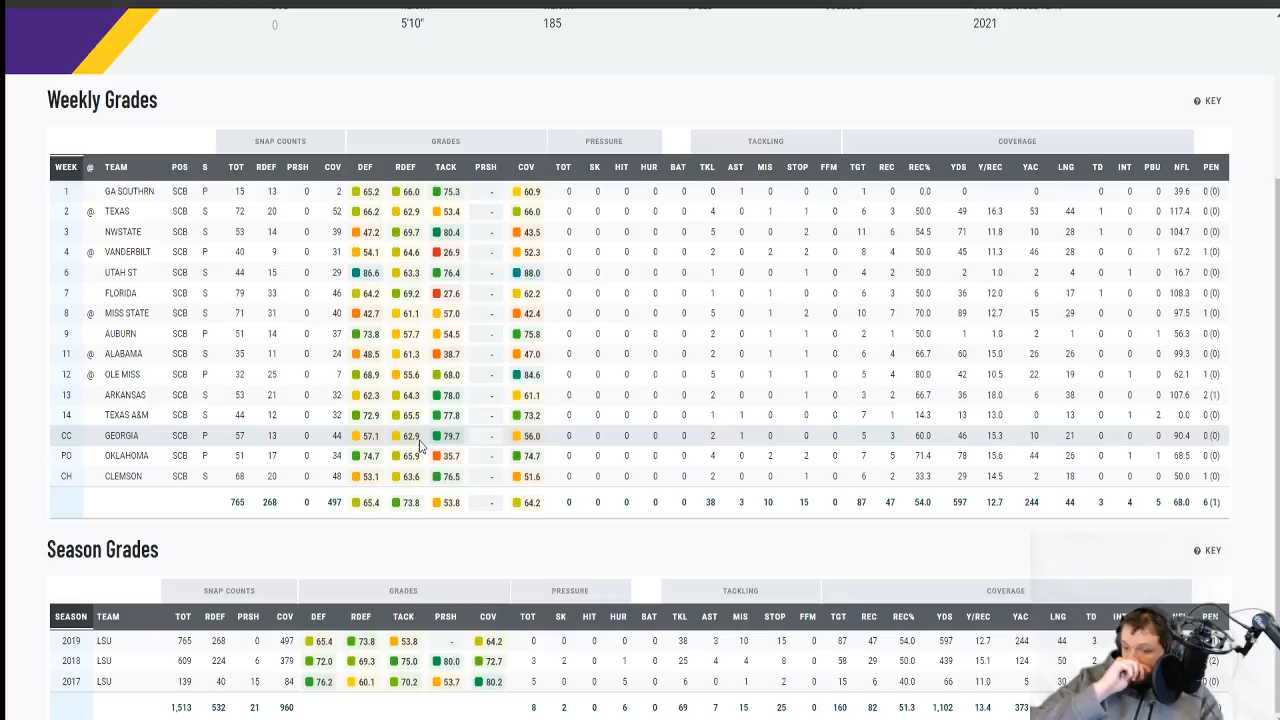 0 5'10" 185 2021
Weekly Grades
KEY
SNAP COUNTS GRADES PRESSURE TACKLING COVERAGE
WEEK @ TEAM POS S TOT RDEF PRSH COV DEF RDEF TACK PRSH COV TOT SK HIT HUR BAT TKL AST MIS STOP FFM TGT REC REC% YDS Y/REC YAC LNG TD INT PBU NFL PEN
1 GA SOUTHRN SCB P 15 13 0 2 65.2 66.0 75.3 - 60.9 0 0 0 0 0 0 1 0 0 0 1 0 0.0 0 0 0 0 0 39.6 0(0)
2 @ TEXAS SCB S 72 20 0 52 66.2 62.9 53.4 - 66.0 0 0 0 0 0 4 0 1 1 0 6 3 50.0 49 16.3 53 44 1 0 0 117.4 0(0)
3 NWSTATE SCB S 53 14 0 39 47.2 69.7 80.4 - 43.5 0 0 0 0 0 5 0 0 2 0 11 6 54.5 71 11.8 10 28 1 0 0 104.7 0(0)
4 @ VANDERBILT SCB P 40 9 0 31 54.1 64.6 26.9 - 52.3 0 0 0 0 0 2 0 2 2 0 8 4 50.0 45 11.3 46 28 0 0 1 67.2 1(0)
6 UTAH ST SCB S 44 15 0 29 86.6 63.3 76.4 - 88.0 0 0 0 0 0 1 0 0 1 0 4 2 50.0 2 1.0 2 4 0 1 0 16.7 0(0)
7 FLORIDA SCB S 79 33 0 46 64.2 69.2 27.6 - 62.2 0 0 0 0 0 1 0 1 0 0 6 3 50.0 36 12.0 6 17 1 0 0 108.3 0(0)
8 @ MISS STATE SCB S 71 31 0 40 42.7 61.1 57.0 - 42.4 0 0 0 0 0 5 0 1 2 0 10 7 70.0 89 12.7 15 29 0 0 1 97.5 1(0)
9 AUBURN SCB P 51 14 0 37 73.8 57.7 54.5 - 75.8 0 0 0 0 0 2 0 1 1 0 2 1 50.0 1 1.0 2 1 0 0 1 56.3 0(0)
11 @ ALABAMA SCB S 35 11 0 24 48.5 61.3 38.7 - 47.0 0 0 0 0 0 2 0 1 1 0 6 4 66.7 60 15.0 26 26 0 0 0 99.3 0(0)
12 @ OLE MISS SCB S 32 25 0 7 68.9 55.6 68.0 - 84.6 0 0 0 0 0 5 0 1 1 0 5 4 80.0 42 10.5 22 19 0 1 0 62.1 1(0)
13 ARKANSAS SCB S 53 21 0 32 62.3 64.3 78.0 - 61.1 0 0 0 0 0 2 0 0 1 0 3 2 66.7 36 18.0 6 38 0 0 0 107.6 2(1)
14 TEXAS A&M SCB S 44 12 0 32 72.9 65.5 77.8 - 73.2 0 0 0 0 0 1 1 0 0 0 7 1 14.3 13 13.0 0 13 0 1 2 0.0 0(0)
CC GEORGIA SCB P 57 13 0 44 57.1 62.9 79.7 - 56.0 0 0 0 0 0 2 1 0 0 0 5 3 60.0 46 15.3 10 21 0 0 0 90.4 0(0)
PO OKLAHOMA SCB P 51 17 0 34 74.7 65.9 35.7 - 74.7 0 0 0 0 0 4 0 2 2 0 7 5 71.4 78 15.6 44 26 0 1 0 68.5 0(0)
CH CLEMSON SCB S 68 20 0 48 53.1 63.6 76.5 - 51.6 0 0 0 0 0 2 0 0 1 0 6 2 33.3 29 14.5 2 18 0 0 0 50.0 1(0)
765 268 0 497 65.4 73.8 53.8 - 64.2 0 0 0 0 0 38 3 10 15 0 87 47 54.0 597 12.7 244 44 3 4 5 68.0 6(1)
Season Grades
KEY
SNAP COUNTS GRADES PRESSURE TACKLING COVERAGE
SEASON TEAM TOT RDEF PRSH COV DEF RDEF TACK PRSH COV TOT SK HIT HUR BAT TKL AST MIS STOP FFM TGT REC REC% YDS Y/REC YAC LNG TD INT PBU NFL PEN
2019 LSU 765 268 0 497 65.4 73.8 53.8 - 64.2 0 0 0 0 0 38 3 10 15 0 87 47 54.0 597 12.7 244 44 3
2018 LSU 609 224 6 379 72.0 69.3 75.0 80.0 72.7 3 2 0 1 0 25 4 4 8 0 58 29 50.0 439 15.1 124 50 2 (2)
2017 LSU 139 40 15 84 76.2 60.1 70.2 53.7 80.2 5 0 0 5 0 6 0 1 2 0 15 6 40.0 66 11.0 5 30 (0)
1,513 532 21 960 8 2 0 6 0 69 7 15 25 0 160 82 51.3 1,102 13.4 373